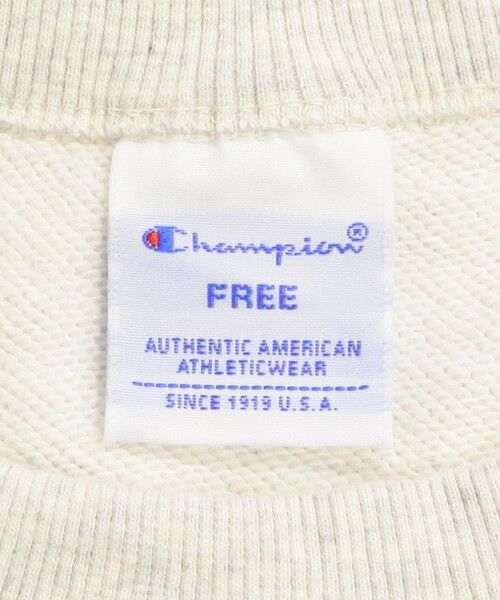 Champion®
FREE
AUTHENTIC AMERICAN
ATHLETICWEAR
SINCE 1919 U.S.A.